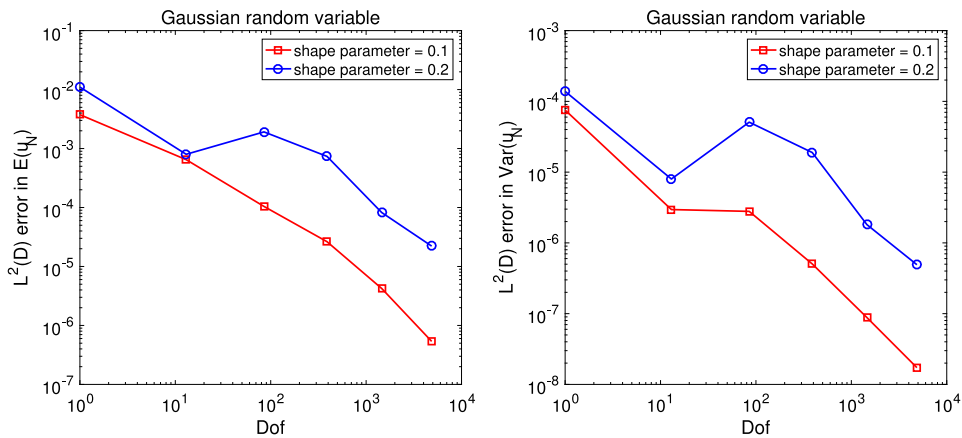 Gaussian random variable
10^-1
10^-2
10^-3
10^-4
10^-5
10^-6
10^-7
L^2(D) error in E(u_N)
shape parameter = 0.1
shape parameter = 0.2
10^0
10^1
10^2
10^3
10^4
Dof
Gaussian random variable
10^-3
10^-4
10^-5
10^-6
10^-7
10^-8
L^2(D) error in Var(u_N)
shape parameter = 0.1
shape parameter = 0.2
10^0
10^1
10^2
10^3
10^4
Dof